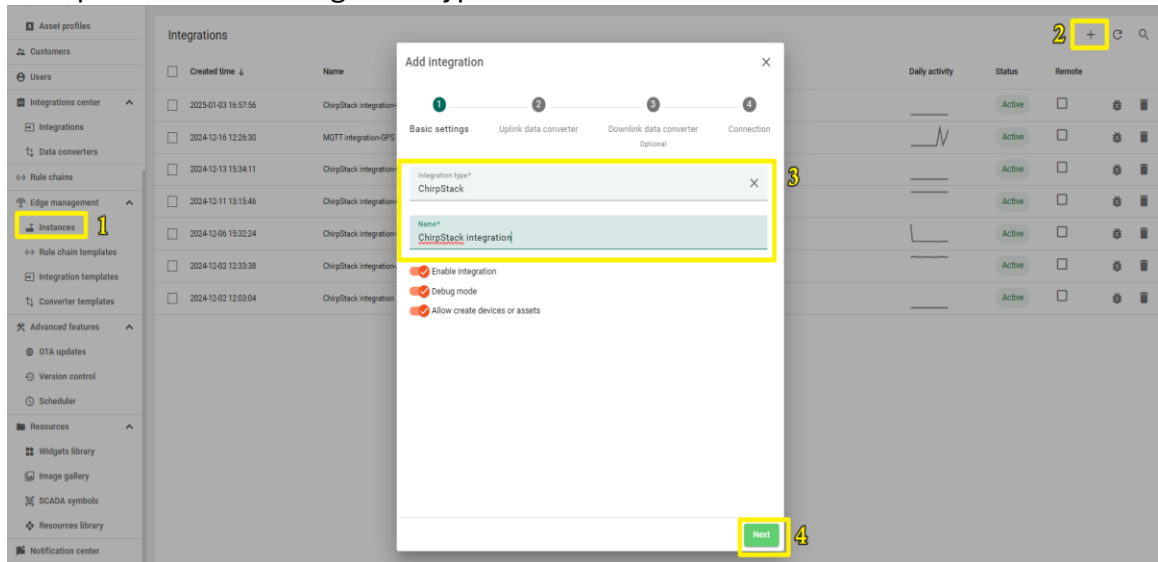 Asset profiles
Customers
Users
Integrations center
Integrations
Data converters
Rule chains
Edge management
Instances
1
Rule chain templates
Integration templates
Converter templates
Advanced features
OTA updates
Version control
Scheduler
Resources
Widgets library
Image gallery
SCADA symbols
Resources library
Notification center
Integrations
2
Created time Name Daily activity Status Remote
2025-01-03 16:57:56 ChirpStack integration- Active
2024-12-16 12:26:30 MQTT integration-GPS Active
2024-12-13 15:34:11 ChirpStack integration- Active
2024-12-11 13:15:46 ChirpStack integration- Active
2024-12-06 15:32:24 ChirpStack integration- Active
2024-12-02 12:33:38 ChirpStack integration- Active
2024-12-02 12:03:04 ChirpStack integration Active
Add integration
1 2 3 4
Basic settings Uplink data converter Downlink data converter Connection
Optional
Integration type*
ChirpStack
3
Name*
ChirpStack integration
Enable integration
Debug mode
Allow create devices or assets
Next
4